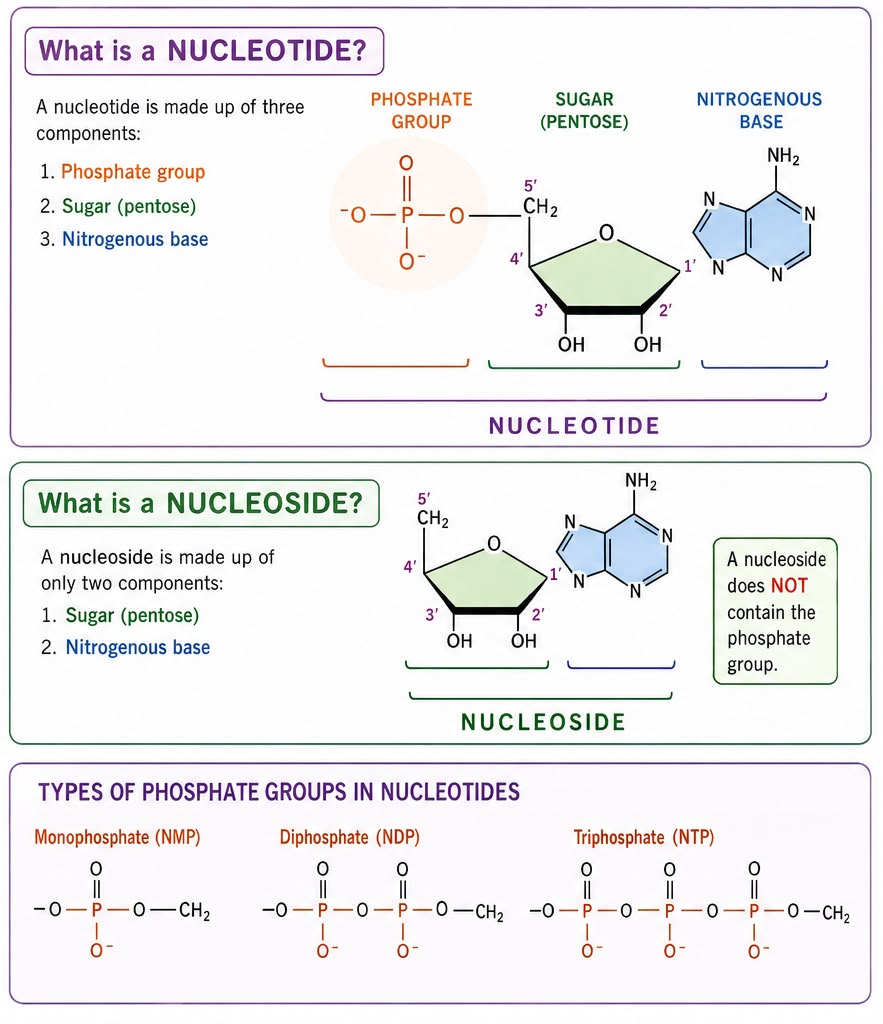 What is a NUCLEOTIDE?
A nucleotide is made up of three
components:
1. Phosphate group
2. Sugar (pentose)
3. Nitrogenous base
PHOSPHATE
GROUP
SUGAR
(PENTOSE)
NITROGENOUS
BASE
O
⁻O P O
O⁻
5′
CH₂
O
4′
1′
3′
2′
OH OH
NH₂
N N
N N
NUCLEOTIDE
What is a NUCLEOSIDE?
A nucleoside is made up of
only two components:
1. Sugar (pentose)
2. Nitrogenous base
5′
CH₂
O
4′
1′
3′
2′
OH OH
NH₂
N N
N N
NUCLEOSIDE
A nucleoside
does NOT
contain the
phosphate
group.
TYPES OF PHOSPHATE GROUPS IN NUCLEOTIDES
Monophosphate (NMP)
O
–O–P–O–CH₂
O⁻
Diphosphate (NDP)
O O
–O–P–O–P–O–CH₂
O⁻ O⁻
Triphosphate (NTP)
O O O
–O–P–O–P–O–P–O–CH₂
O⁻ O⁻ O⁻